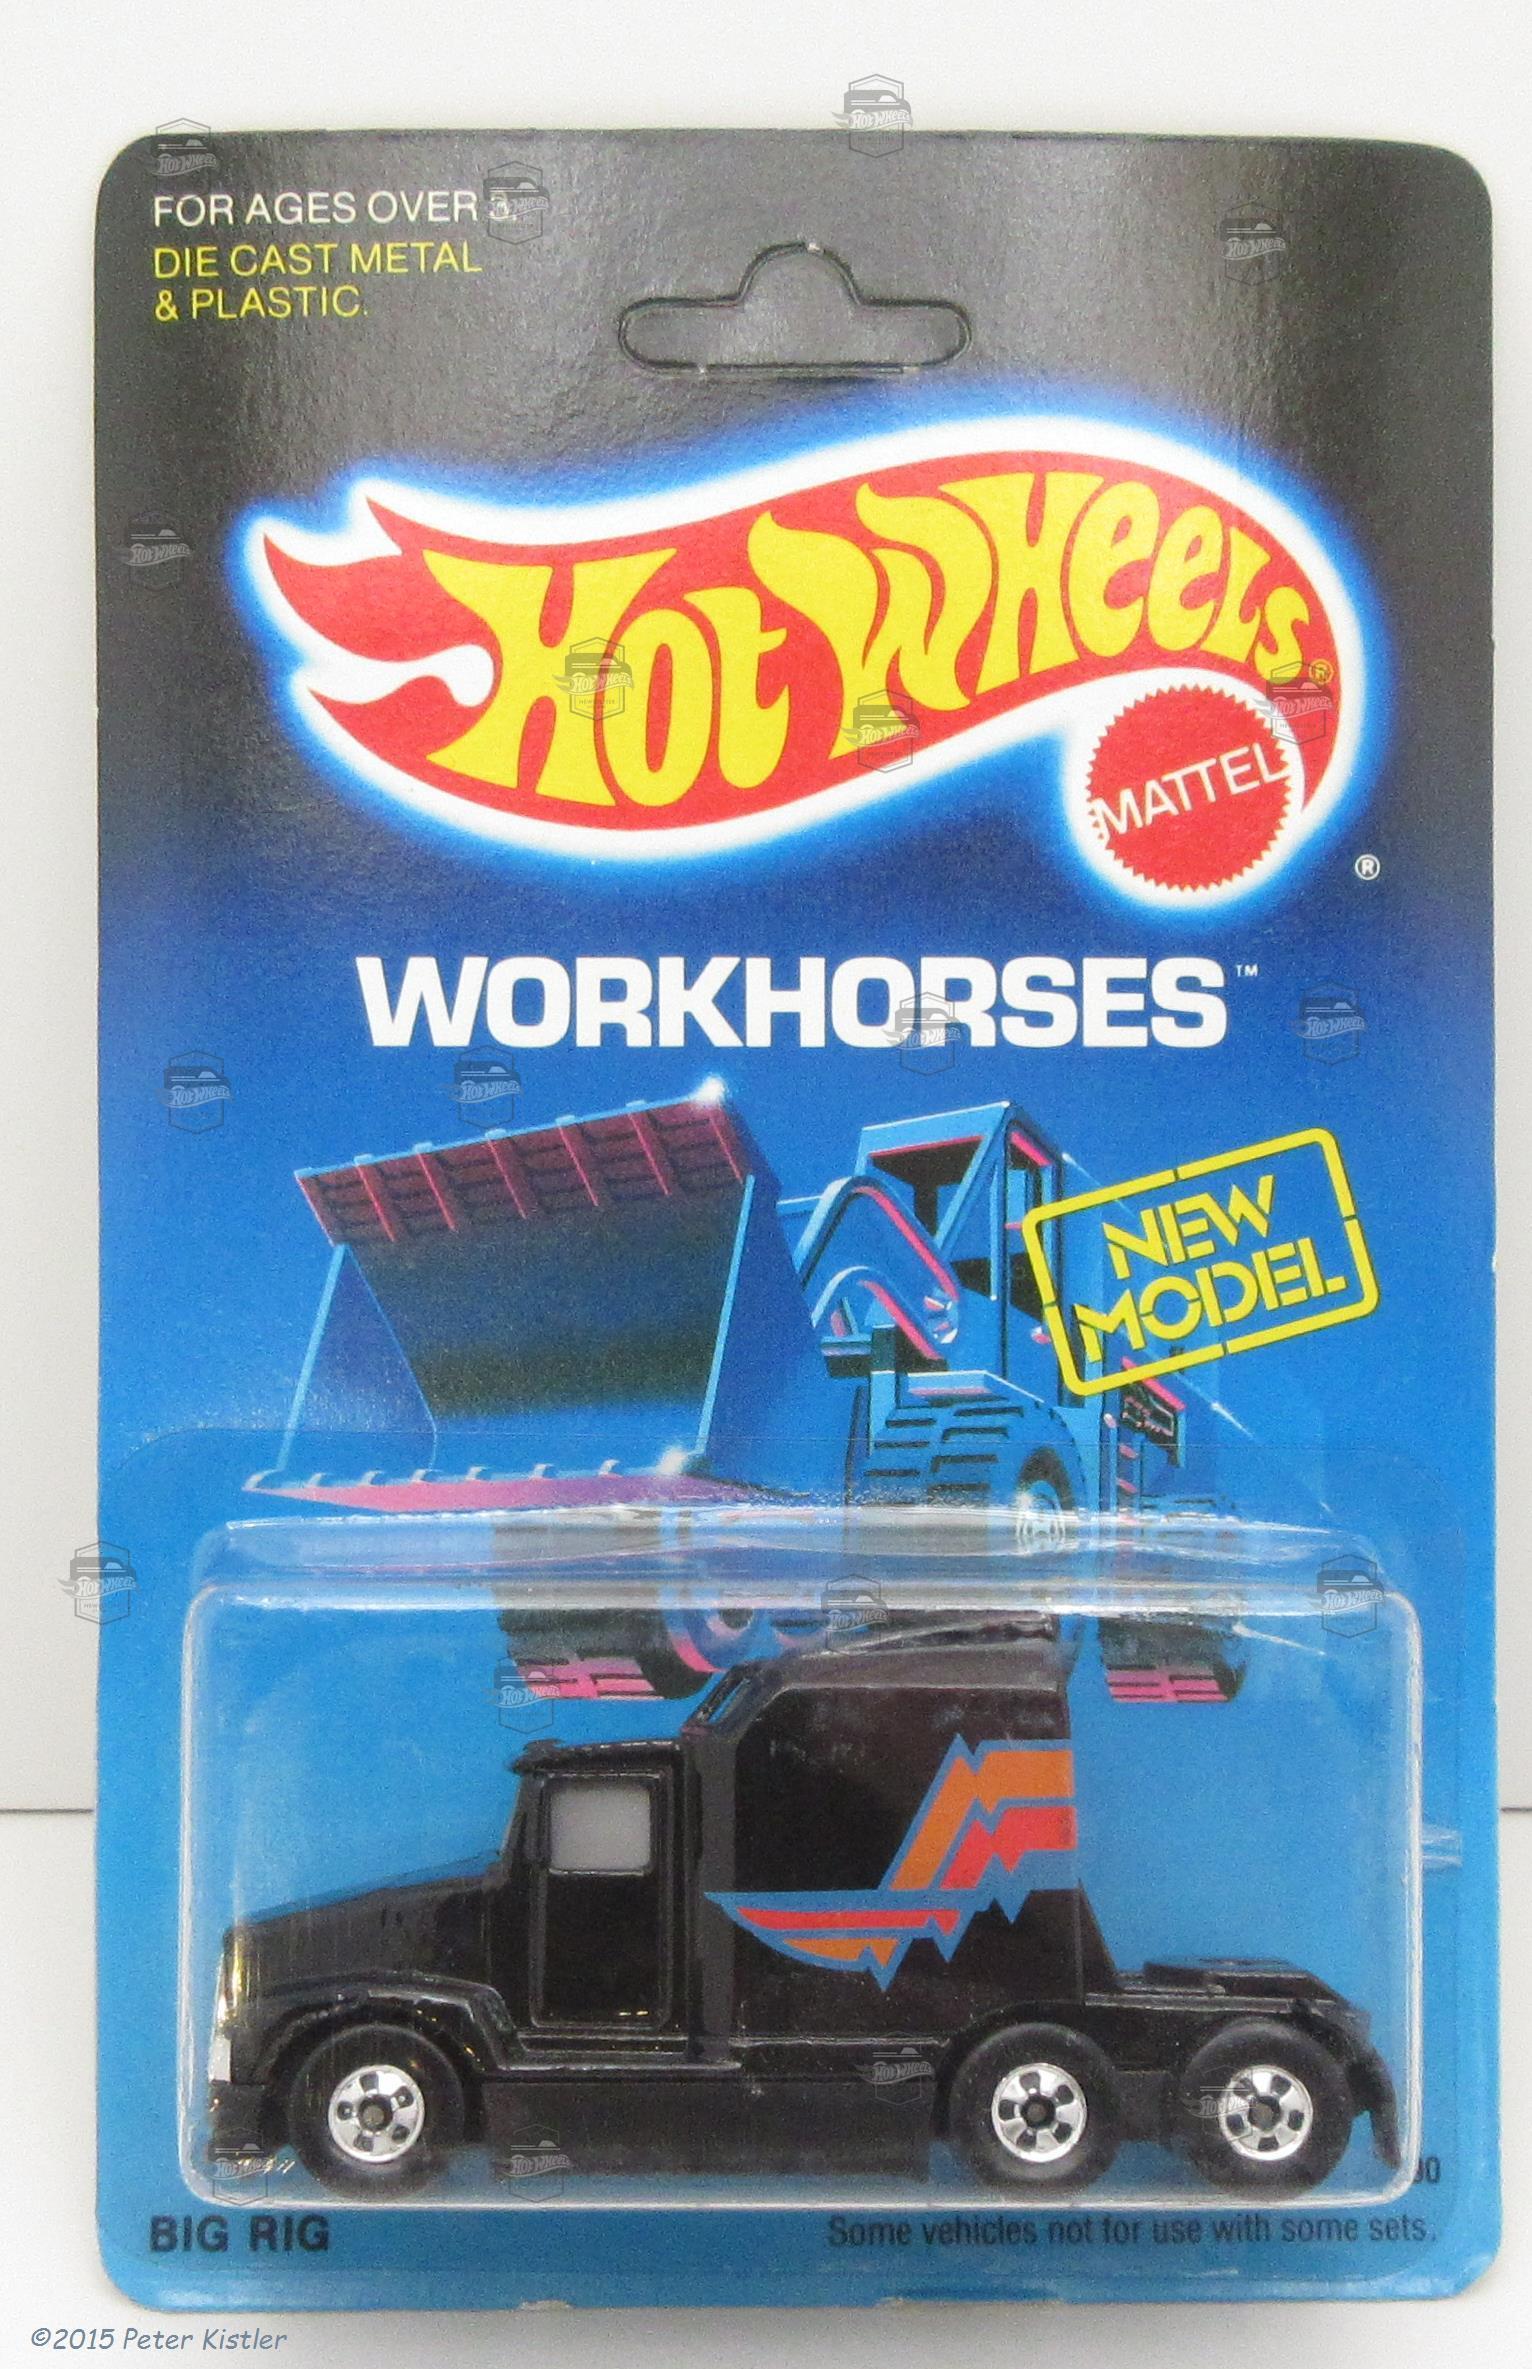 FOR AGES OVER 3.
DIE CAST METAL
& PLASTIC.
HOT WHEELS®
MATTEL
®
WORKHORSES™
NEW
MODEL
BIG RIG
Some vehicles not for use with some sets.
©2015 Peter Kistler